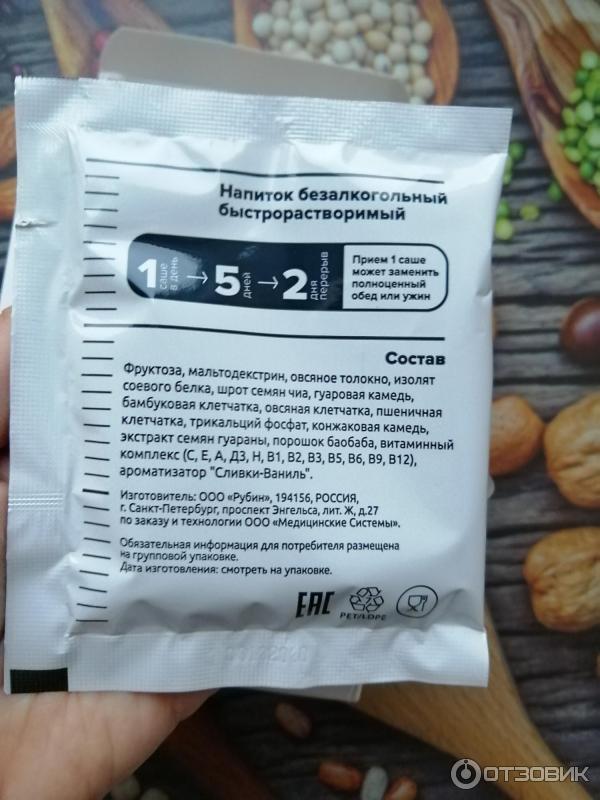 Напиток безалкогольный
быстрорастворимый
1 саше в день → 5 дней → 2 дня перерыв
Прием 1 саше
может заменить
полноценный
обед или ужин
Состав
Фруктоза, мальтодекстрин, овсяное толокно, изолят
соевого белка, шрот семян чиа, гуаровая камедь,
бамбуковая клетчатка, овсяная клетчатка, пшеничная
клетчатка, трикальций фосфат, конжаковая камедь,
экстракт семян гуараны, порошок баобаба, витаминный
комплекс (С, Е, А, Д3, Н, В1, В2, В3, В5, В6, В9, В12),
ароматизатор "Сливки-Ваниль".
Изготовитель: ООО «Рубин», 194156, РОССИЯ,
г. Санкт-Петербург, проспект Энгельса, лит. Ж, д.27
по заказу и технологии ООО «Медицинские Системы».
Обязательная информация для потребителя размещена
на групповой упаковке.
Дата изготовления: смотреть на упаковке.
EAC
PET/LDPE
ОТЗОВИК